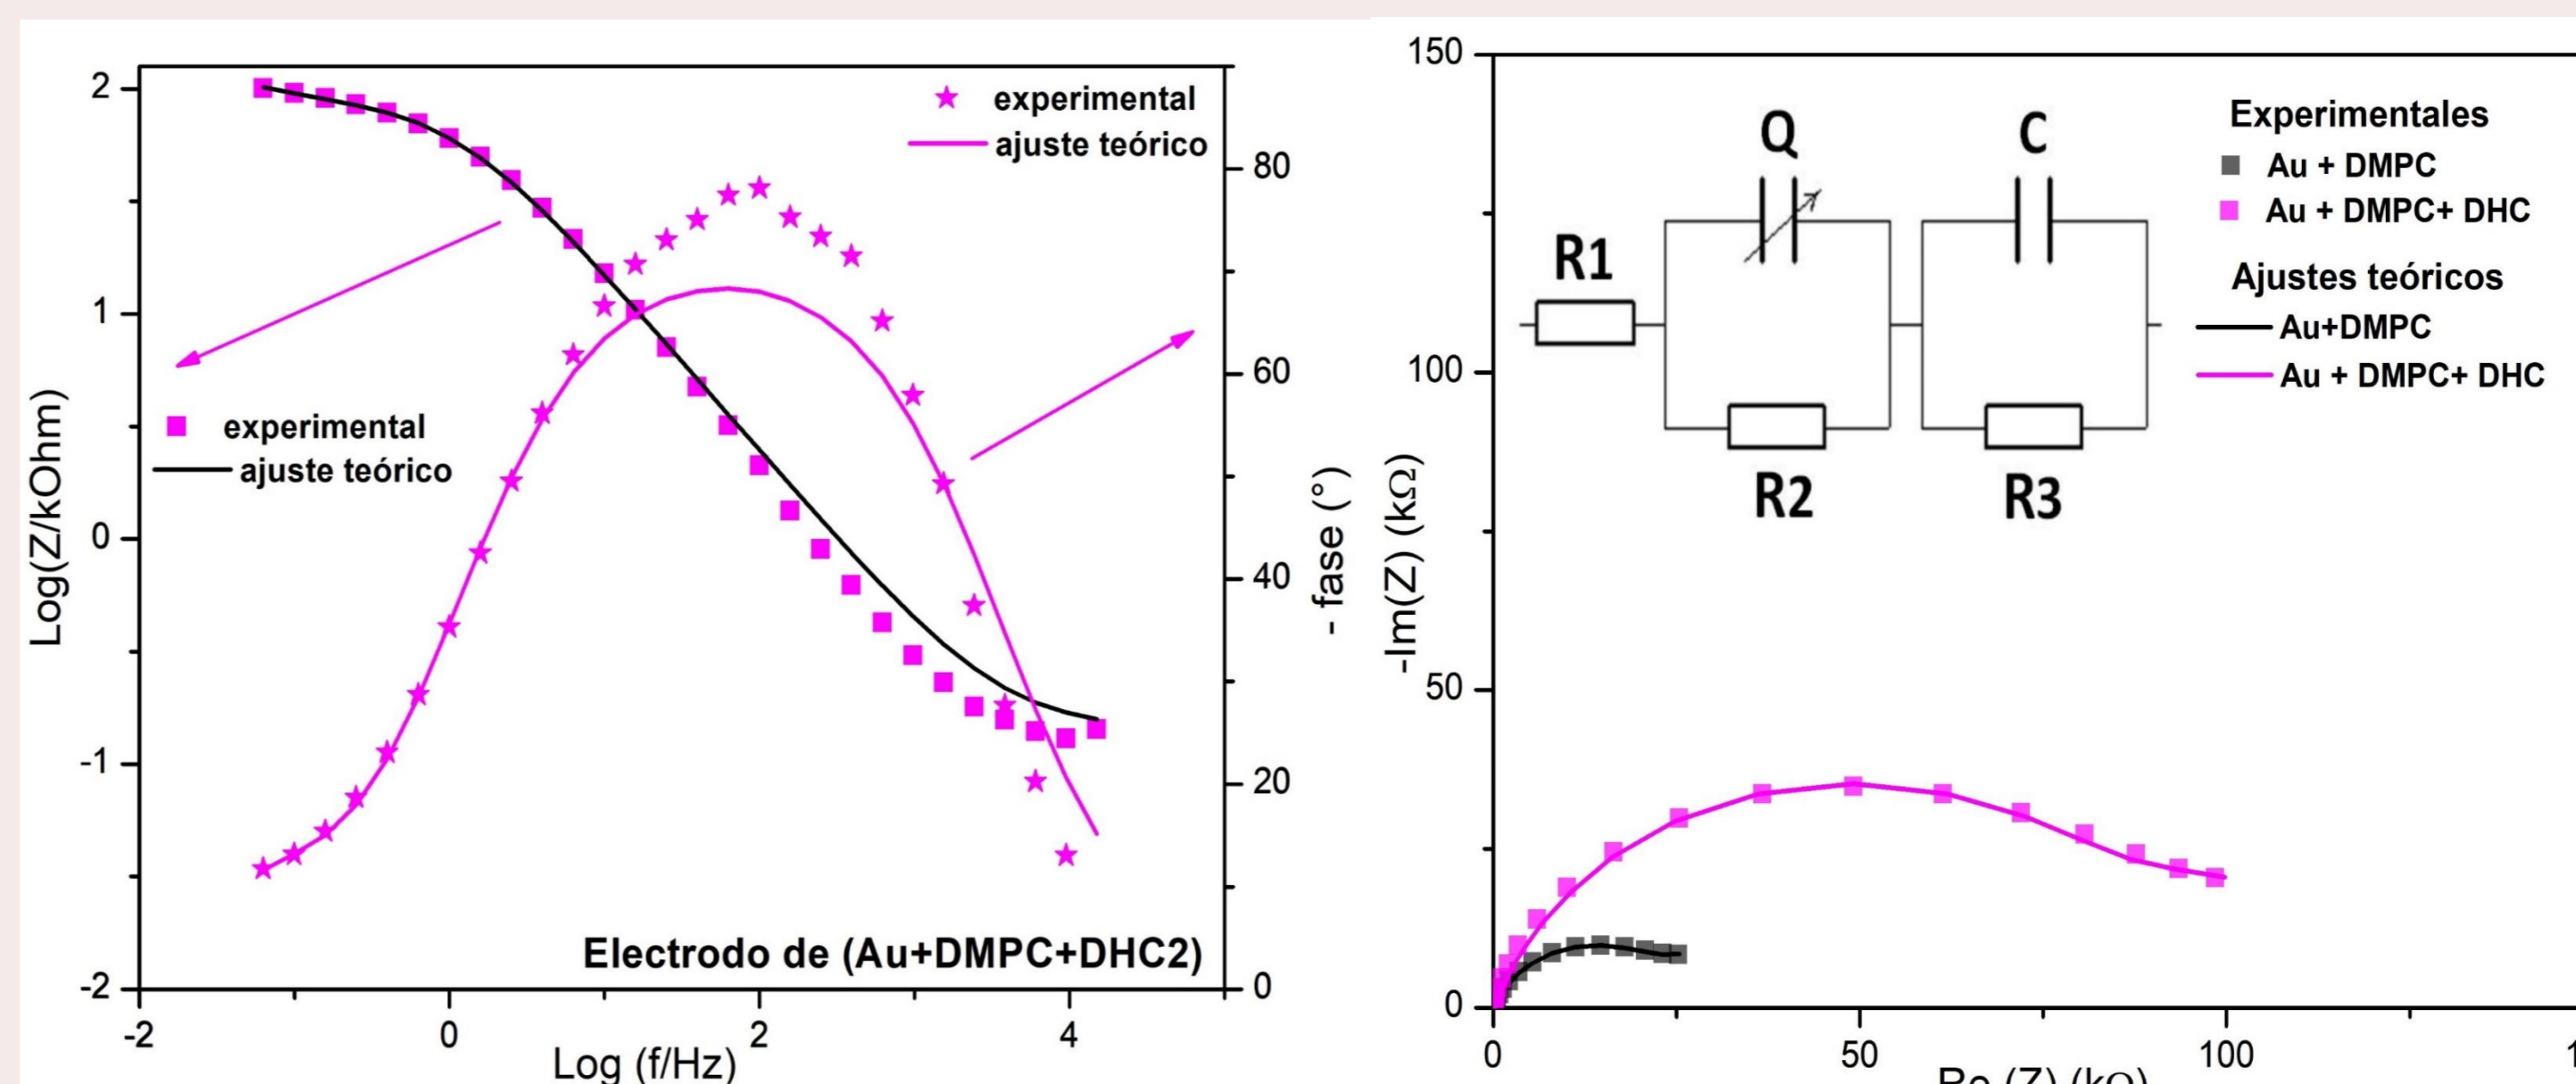 2
1
0
-1
-2
Log(Z/kOhm)
experimental
ajuste teórico
experimental
ajuste teórico
80
60
40
20
0
- fase (°)
Electrodo de (Au+DMPC+DHC2)
-2 0 2 4
Log (f/Hz)
150
100
50
0
-Im(Z) (kΩ)
Q C
R1
R2 R3
Experimentales
Au + DMPC
Au + DMPC+ DHC
Ajustes teóricos
Au+DMPC
Au + DMPC+ DHC
0 50 100
Re (Z) (kΩ)